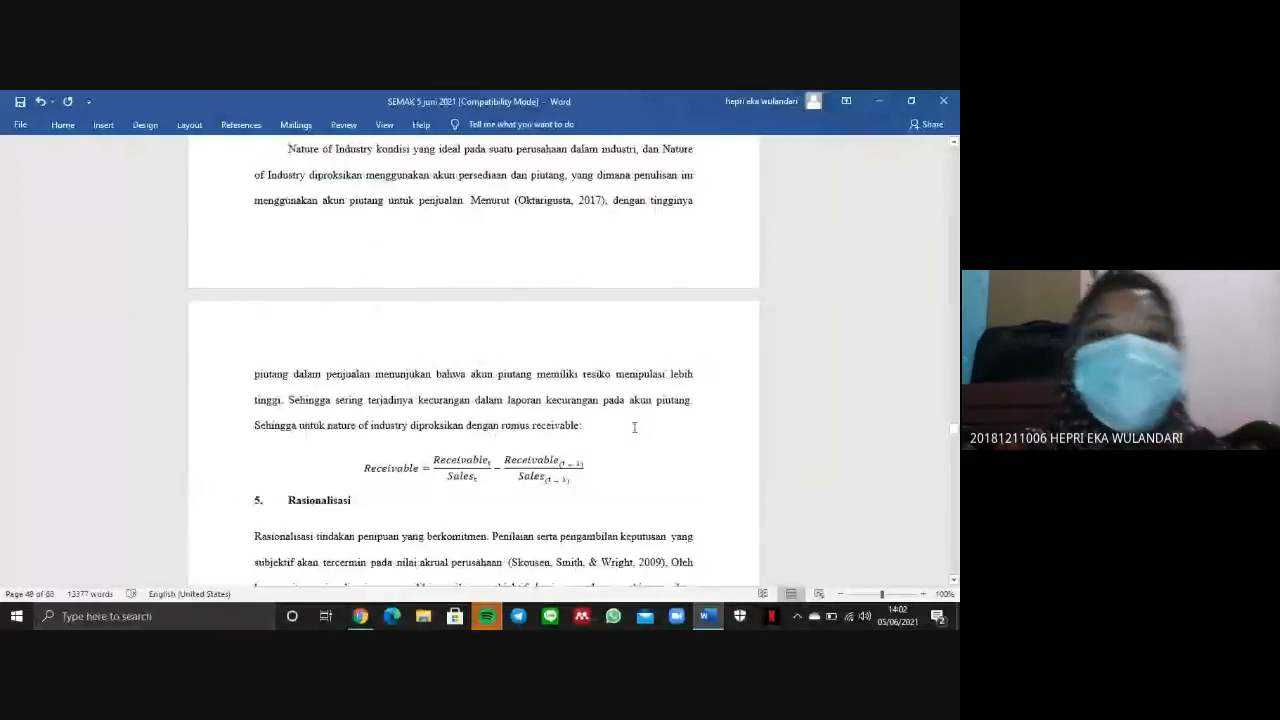 SEMAK 5 juni 2021 [Compatibility Mode] - Word
hepri eka wulandari
File Home Insert Design Layout References Mailings Review View Help Tell me what you want to do Share
Nature of Industry kondisi yang ideal pada suatu perusahaan dalam industri, dan Nature
of Industry diproksikan menggunakan akun persediaan dan piutang, yang dimana penulisan ini
menggunakan akun piutang untuk penjualan. Menurut (Oktarigusta, 2017), dengan tingginya
piutang dalam penjualan menunjukan bahwa akun piutang memiliki resiko menipulasi lebih
tinggi. Sehingga sering terjadinya kecurangan dalam laporan kecurangan pada akun piutang.
Sehingga untuk nature of industry diproksikan dengan rumus receivable:
Receivable = Receivable_t / Sales_t − Receivable_(t − 1) / Sales_(t − 1)
5. Rasionalisasi
Rasionalisasi tindakan penipuan yang berkomitmen. Penilaian serta pengambilan keputusan yang
subjektif akan tercermin pada nilai akrual perusahaan (Skousen, Smith, & Wright, 2009), Oleh
20181211006 HEPRI EKA WULANDARI
Page 48 of 68 13377 words English (United States) 100%
Type here to search
14:02
05/06/2021